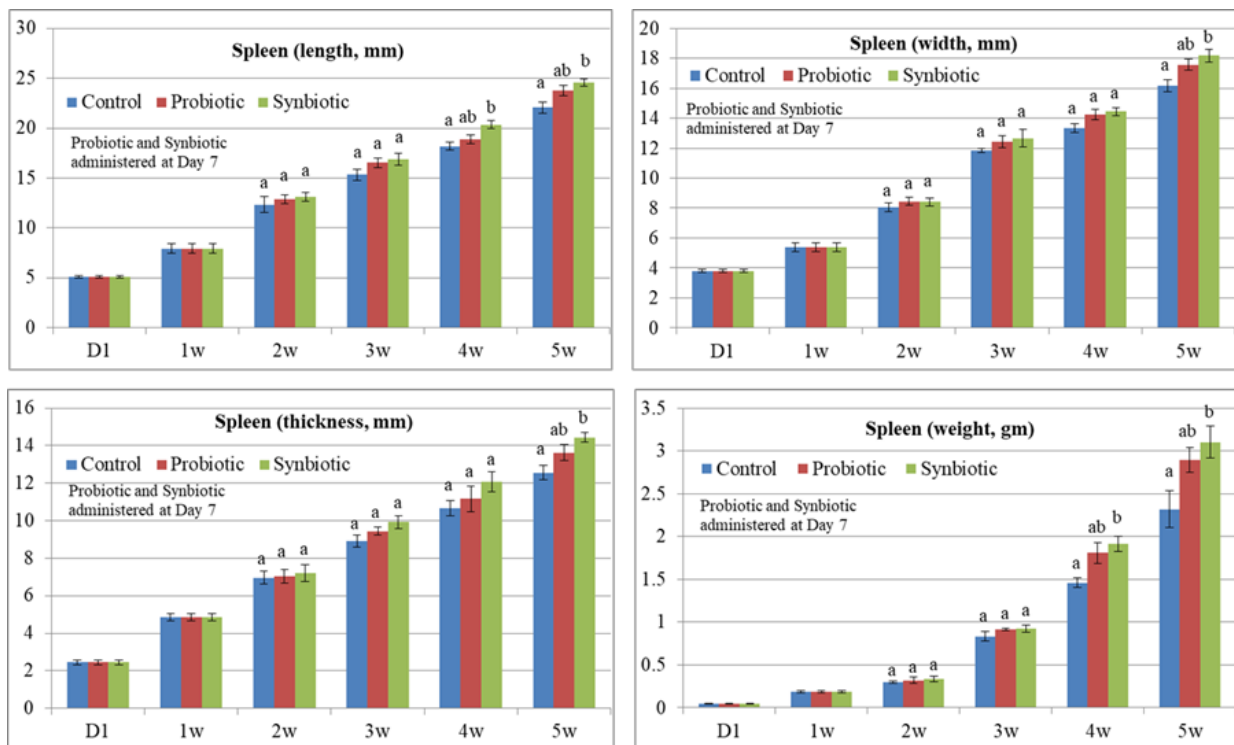 Spleen (length, mm)
Control Probiotic Synbiotic
Probiotic and Synbiotic
administered at Day 7
30
25
20
15
10
5
0
a a a
a a a
a ab b
a ab b
D1 1w 2w 3w 4w 5w
Spleen (width, mm)
Control Probiotic Synbiotic
Probiotic and Synbiotic
administered at Day 7
20
18
16
14
12
10
8
6
4
2
0
a a a
a a a
a a a
a ab b
D1 1w 2w 3w 4w 5w
Spleen (thickness, mm)
Control Probiotic Synbiotic
Probiotic and Synbiotic
administered at Day 7
16
14
12
10
8
6
4
2
0
a a a
a a a
a a a
a ab b
D1 1w 2w 3w 4w 5w
Spleen (weight, gm)
Control Probiotic Synbiotic
Probiotic and Synbiotic
administered at Day 7
3.5
3
2.5
2
1.5
1
0.5
0
a a a
a a a
a ab b
a ab b
D1 1w 2w 3w 4w 5w